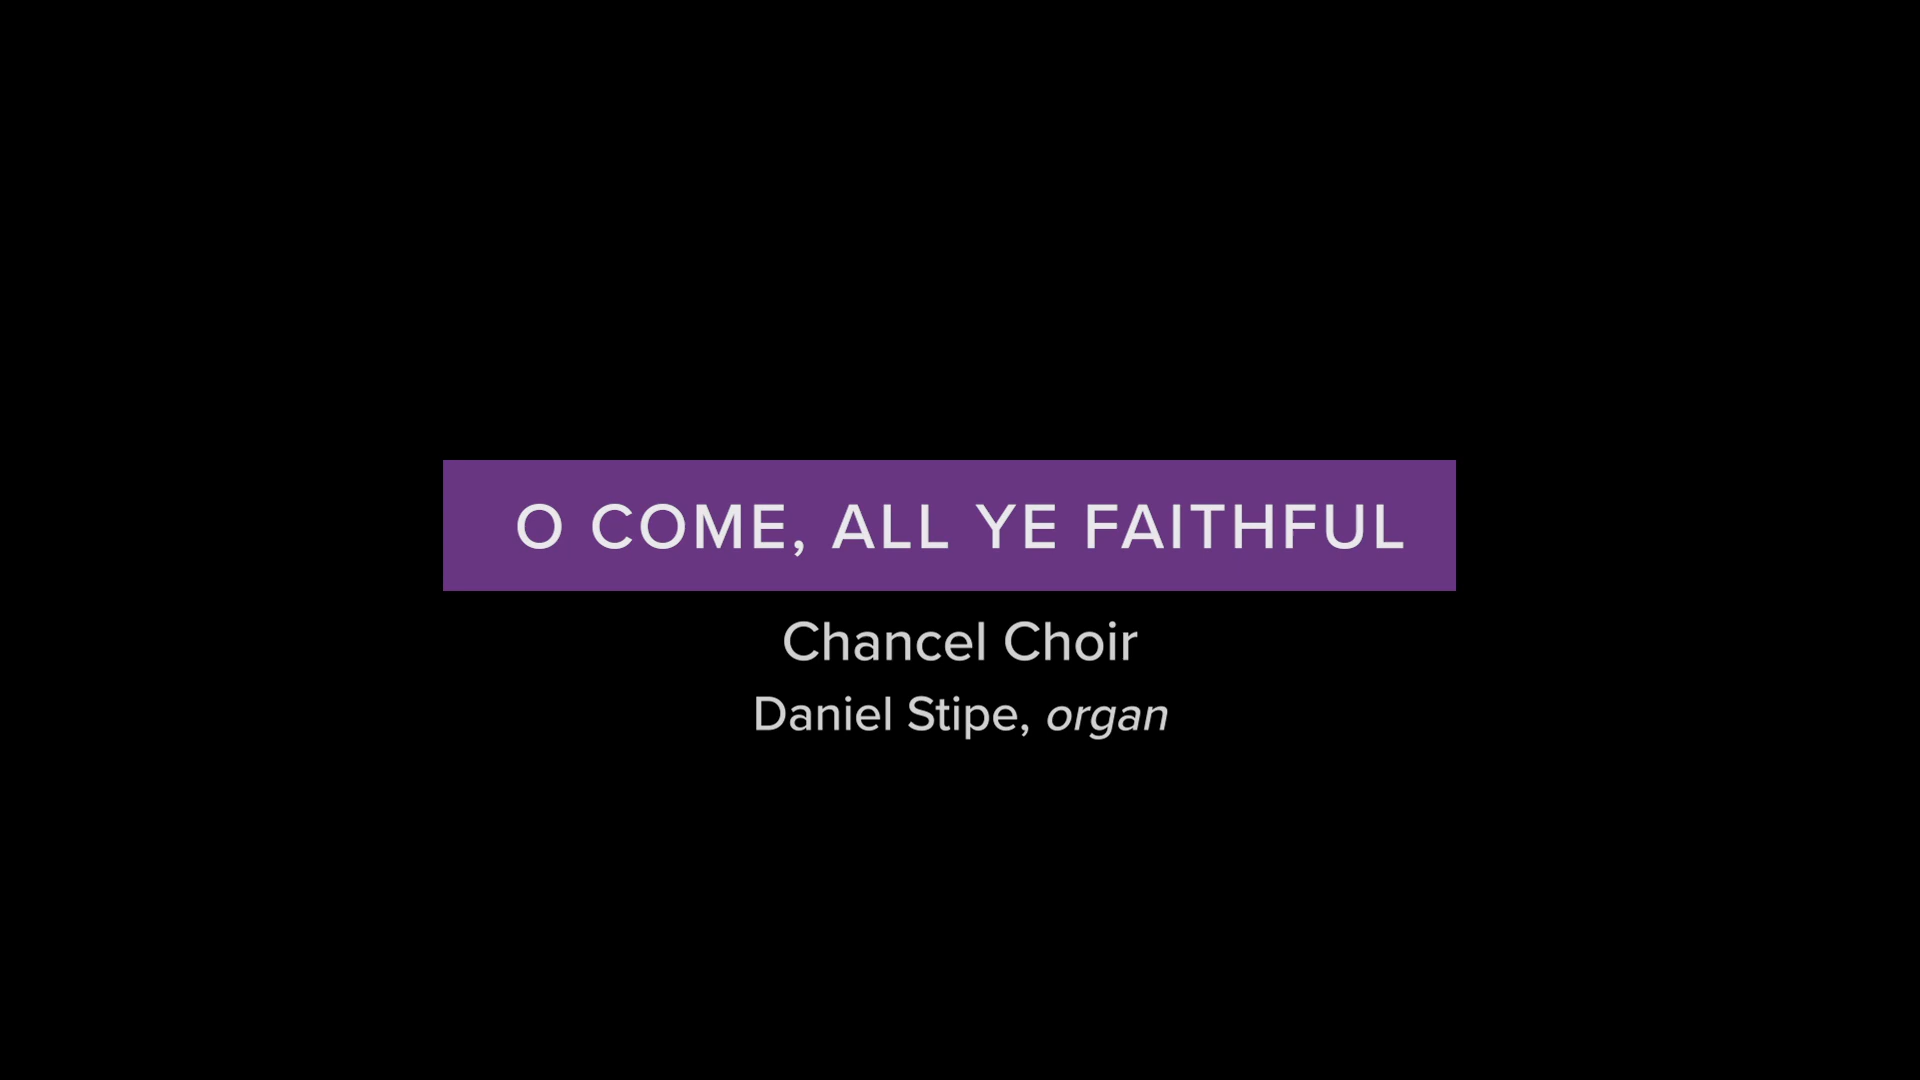 O COME, ALL YE FAITHFUL
Chancel Choir
Daniel Stipe, organ